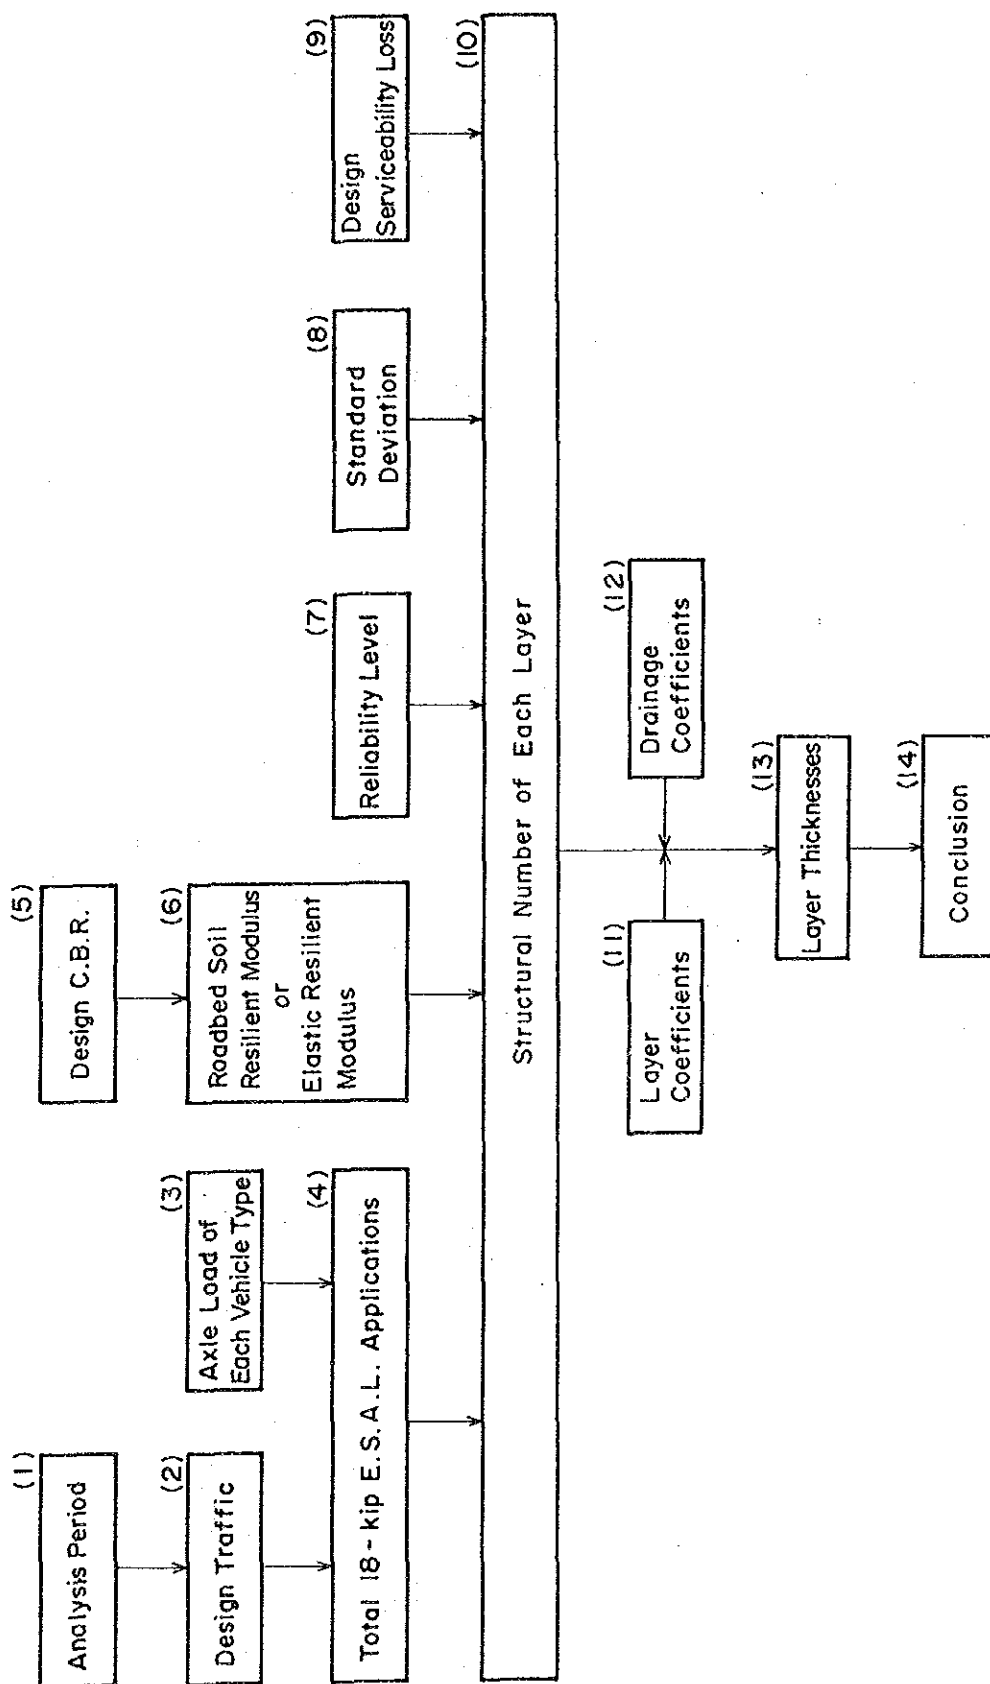 (1)
Analysis Period
(2)
Design Traffic
(3)
Axle Load of
Each Vehicle Type
(4)
Total 18-kip E.S.A.L. Applications
(5)
Design C.B.R.
(6)
Roadbed Soil
Resilient Modulus
or
Elastic Resilient
Modulus
(7)
Reliability Level
(8)
Standard
Deviation
(9)
Design
Serviceability Loss
(10)
Structural Number of Each Layer
(11)
Layer
Coefficients
(12)
Drainage
Coefficients
(13)
Layer Thicknesses
(14)
Conclusion